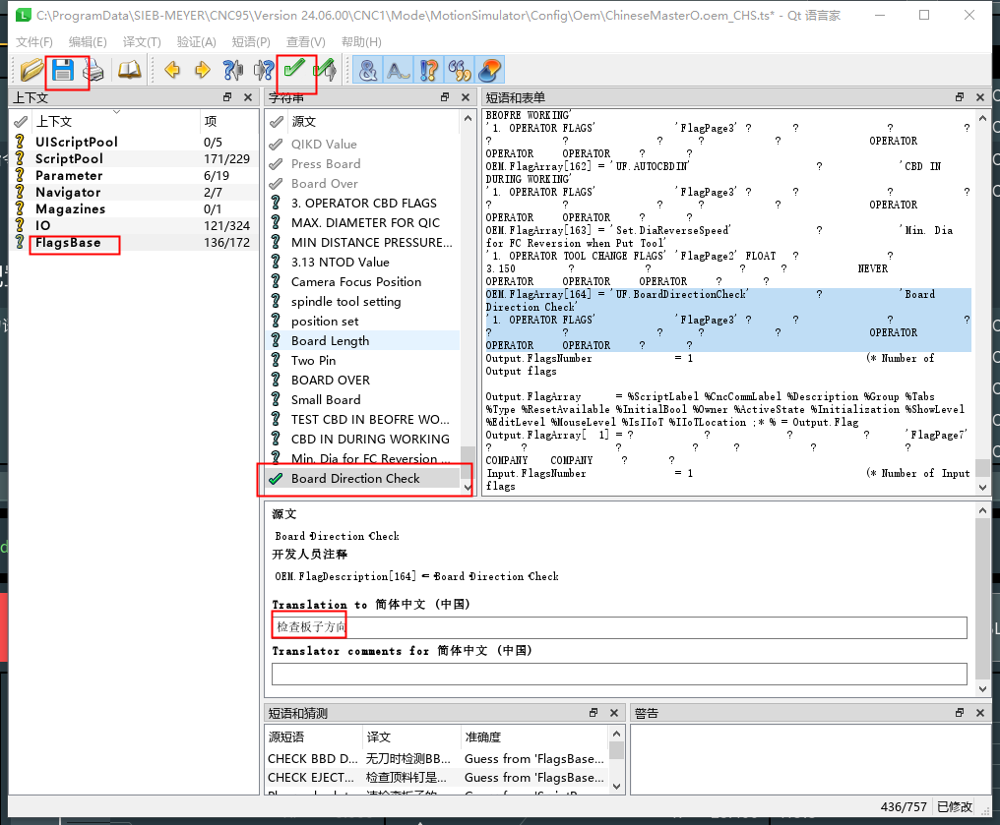 C:\ProgramData\SIEB-MEYER\CNC95\Version 24.06.00\CNC1\Mode\MotionSimulator\Config\Oem\ChineseMasterO.oem_CHS.ts* - Qt 语言家
文件(F) 编辑(E) 译文(T) 验证(A) 短语(P) 查看(V) 帮助(H)
上下文
上下文 项
UIScriptPool 0/5
ScriptPool 171/229
Parameter 6/19
Navigator 2/7
Magazines 0/1
IO 121/324
FlagsBase 136/172
字符串
源文
QIKD Value
Press Board
Board Over
3. OPERATOR CBD FLAGS
MAX. DIAMETER FOR QIC
MIN DISTANCE PRESSURE...
3.13 NTOD Value
Camera Focus Position
spindle tool setting
position set
Board Length
Two Pin
BOARD OVER
Small Board
TEST CBD IN BEOFRE WO...
CBD IN DURING WORKING
Min. Dia for FC Reversion ...
Board Direction Check
短语和表单
BEOFRE WORKING'
'1. OPERATOR FLAGS' 'FlagPage3' ? ? ? ?
? ? ? ? ? OPERATOR
OPERATOR OPERATOR ? ?
OEM.FlagArray[162] = 'UF.AUTOCBDIN' ? 'CBD IN
DURING WORKING'
'1. OPERATOR FLAGS' 'FlagPage3' ? ? ? ?
? ? ? ? ? OPERATOR
OPERATOR OPERATOR ? ?
OEM.FlagArray[163] = 'Set.DiaReverseSpeed' ? 'Min. Dia
for FC Reversion when Put Tool'
'1. OPERATOR TOOL CHANGE FLAGS' 'FlagPage2' FLOAT ? ?
3.150 ? ? ? ? NEVER
OPERATOR OPERATOR OPERATOR ? ?
OEM.FlagArray[164] = 'UF.BoardDirectionCheck' ? 'Board
Direction Check'
'1. OPERATOR FLAGS' 'FlagPage3' ? ? ? ?
? ? ? ? ? OPERATOR
OPERATOR OPERATOR ? ?
Output.FlagsNumber = 1 (* Number of
Output flags
Output.FlagArray = %ScriptLabel %CncCommLabel %Description %Group %Tabs
%Type %ResetAvailable %InitialBool %Owner %ActiveState %Initialization %ShowLevel
%EditLevel %MouseLevel %IsIIoT %IIoTLocation ;* % = Output.Flag
Output.FlagArray[ 1] = ? ? ? ? 'FlagPage7'
? ? ? ? ? ? ?
COMPANY COMPANY ? ?
Input.FlagsNumber = 1 (* Number of Input
flags
源文
Board Direction Check
开发人员注释
OEM.FlagDescription[164] = Board Direction Check
Translation to 简体中文 (中国)
检查板子方向
Translator comments for 简体中文 (中国)
短语和猜测
源短语 译文 准确度
CHECK BBD D... 无刀时检测BB... Guess from 'FlagsBase...
CHECK EJECT... 检查顶料钉是... Guess from 'FlagsBase...
警告
436/757 已修改